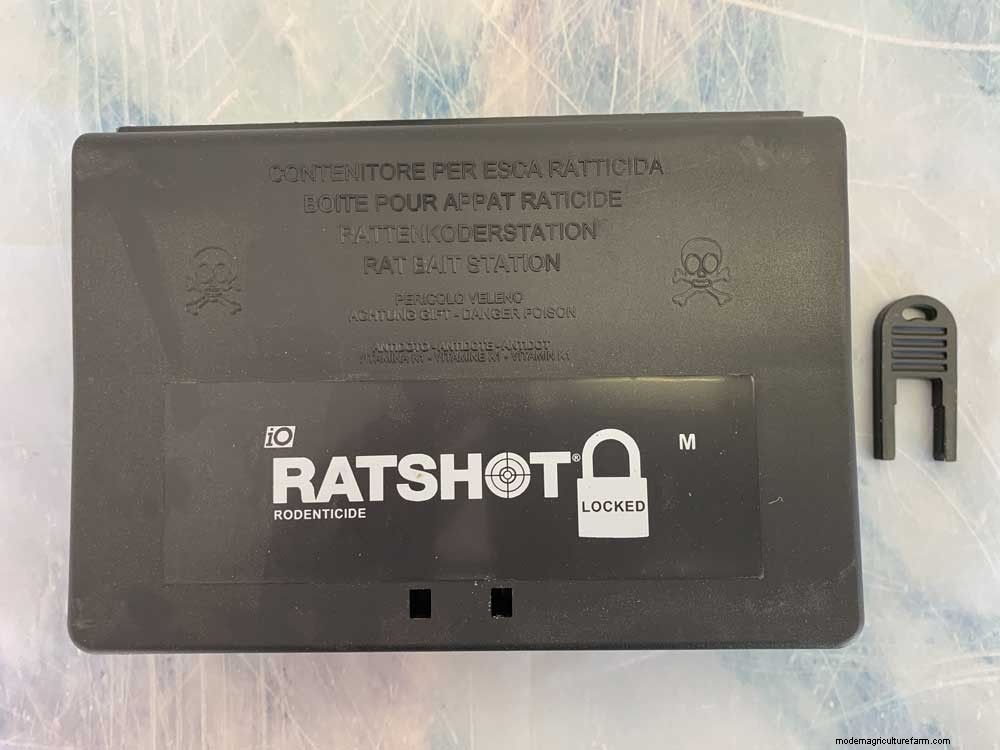 CONTENITORE PER ESCA RATTICIDA
BOITE POUR APPAT RATICIDE
RATTENKODERSTATION
RAT BAIT STATION
PERICOLO VELENO
ACHTUNG GIFT - DANGER POISON
ANTIDOTO - ANTIDOTE - ANTIDOT
VITAMINA K1 - VITAMINE K1 - VITAMIN K1
iO
RATSHOT®
M
LOCKED
RODENTICIDE
modernagriculturefarm.com